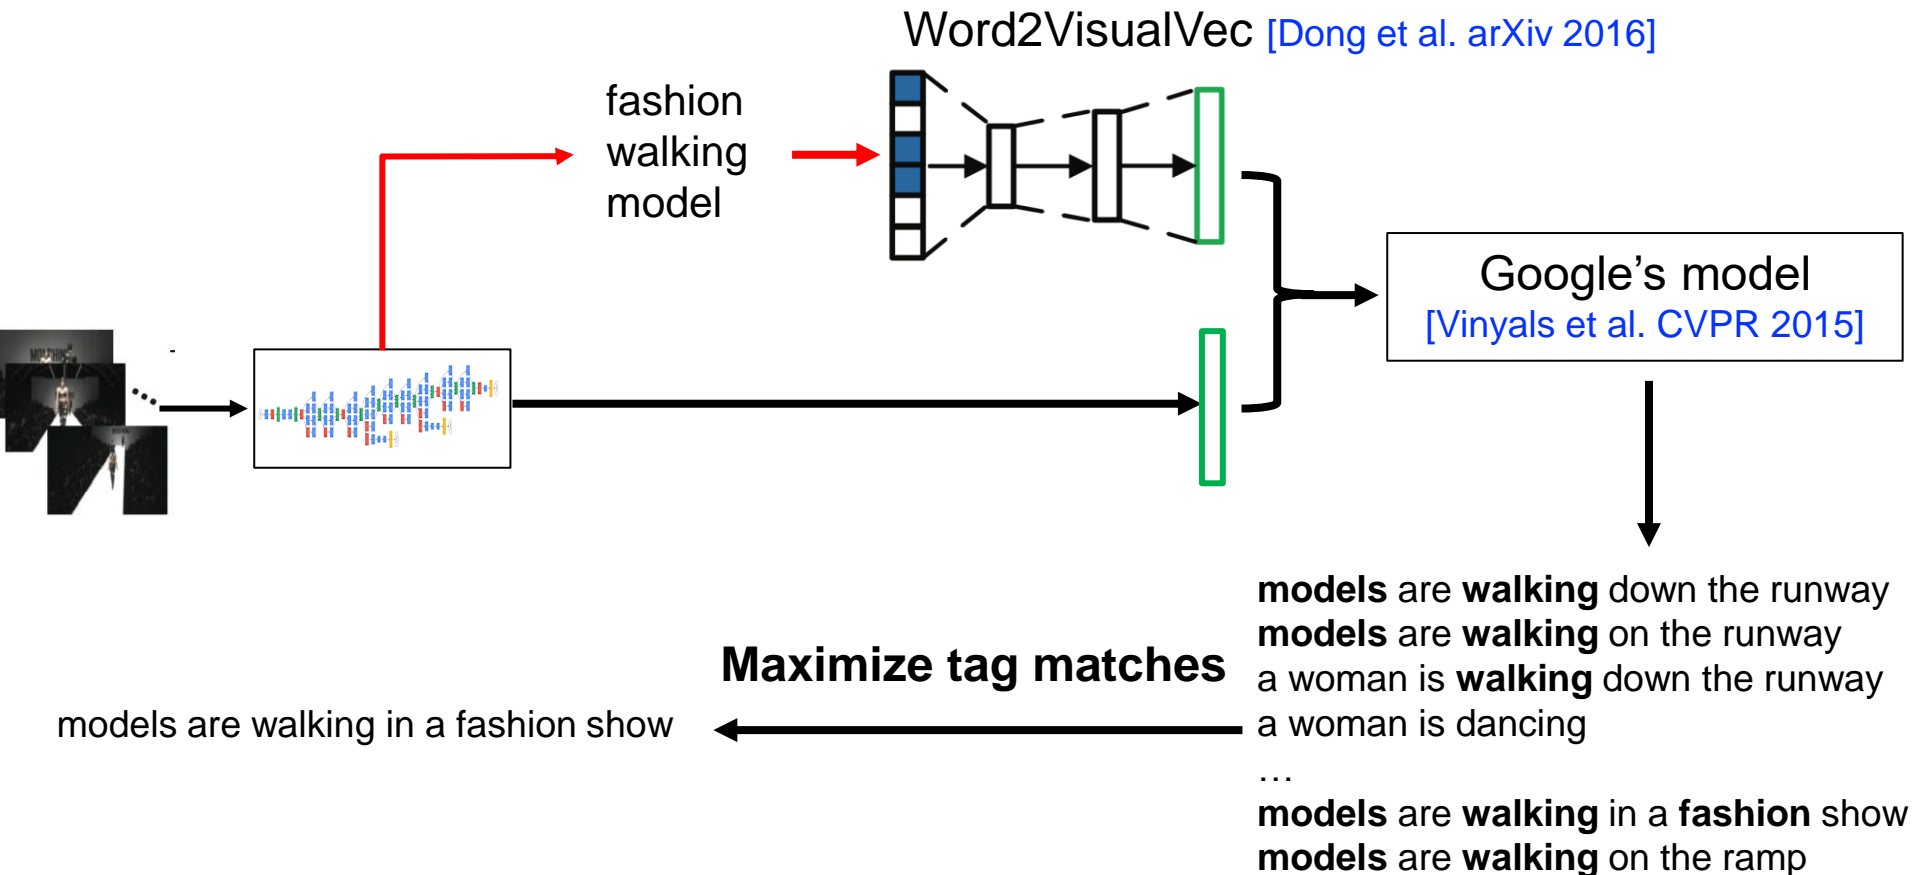 Word2VisualVec [Dong et al. arXiv 2016]
fashion
walking
model
Google’s model
[Vinyals et al. CVPR 2015]
models are walking down the runway
models are walking on the runway
a woman is walking down the runway
a woman is dancing
…
models are walking in a fashion show
models are walking on the ramp
Maximize tag matches
models are walking in a fashion show